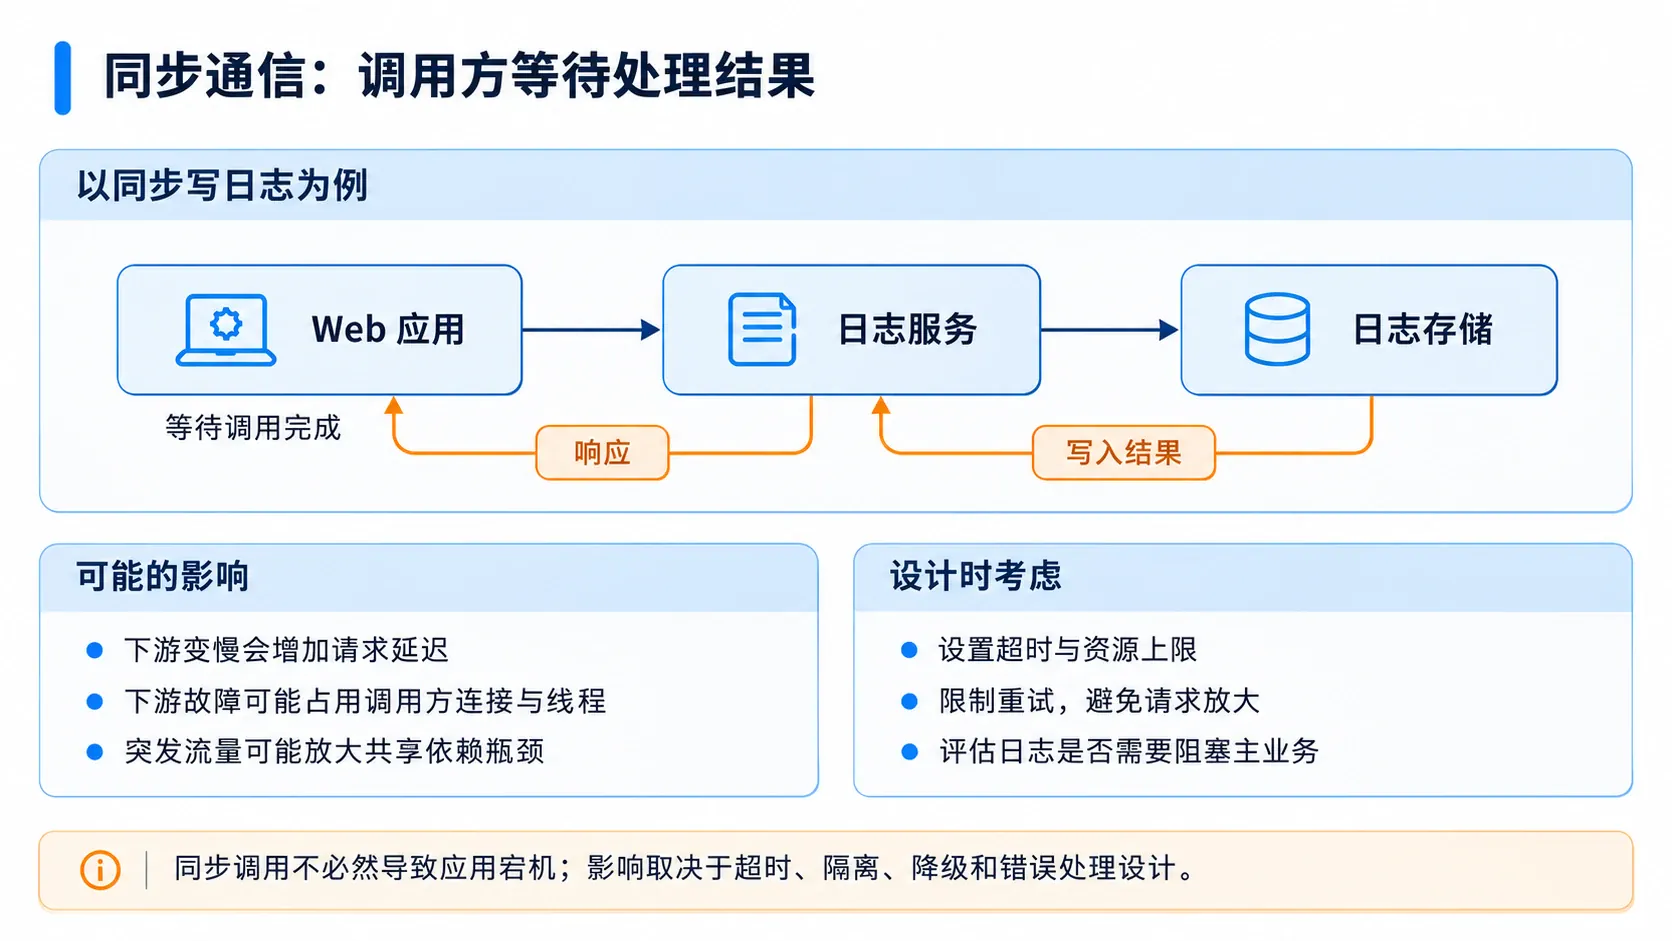 同步通信：调用方等待处理结果
以同步写日志为例
Web 应用
日志服务
日志存储
等待调用完成
响应
写入结果
可能的影响
下游变慢会增加请求延迟
下游故障可能占用调用方连接与线程
突发流量可能放大共享依赖瓶颈
设计时考虑
设置超时与资源上限
限制重试，避免请求放大
评估日志是否需要阻塞主业务
同步调用不必然导致应用宕机；影响取决于超时、隔离、降级和错误处理设计。